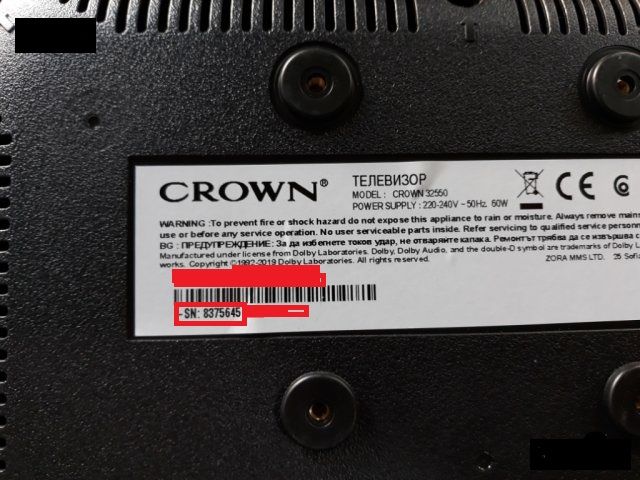 CROWN®
ТЕЛЕВИЗОР
MODEL : CROWN 32550
POWER SUPPLY : 220-240V ~ 50Hz. 60W
WARNING :To prevent fire or shock hazard do not expose this appliance to rain or moisture. Always remove main
use or before any service operation. No user serviceable parts inside. Refer servicing to qualified service personnel
BG : ПРЕДУПРЕЖДЕНИЕ: За да избегнете токов удар, не отваряйте капака. Ремонтът трябва да се извършва
Manufactured under license from Dolby Laboratories. Dolby, Dolby Audio, and the double-D symbol are trademarks of Dolby
works. Copyright ©1992-2019 Dolby Laboratories. All rights reserved.
ZORA MMS LTD. 25 Sofia
SN: 8375645